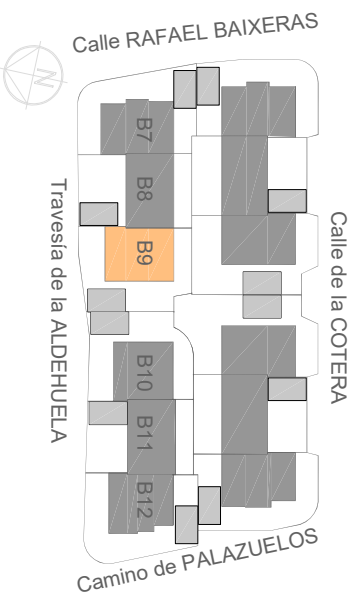 Calle RAFAEL BAIXERAS
N
B7
B8
B9
Travesía de la ALDEHUELA
Calle de la COTERA
B10
B11
B12
Camino de PALAZUELOS